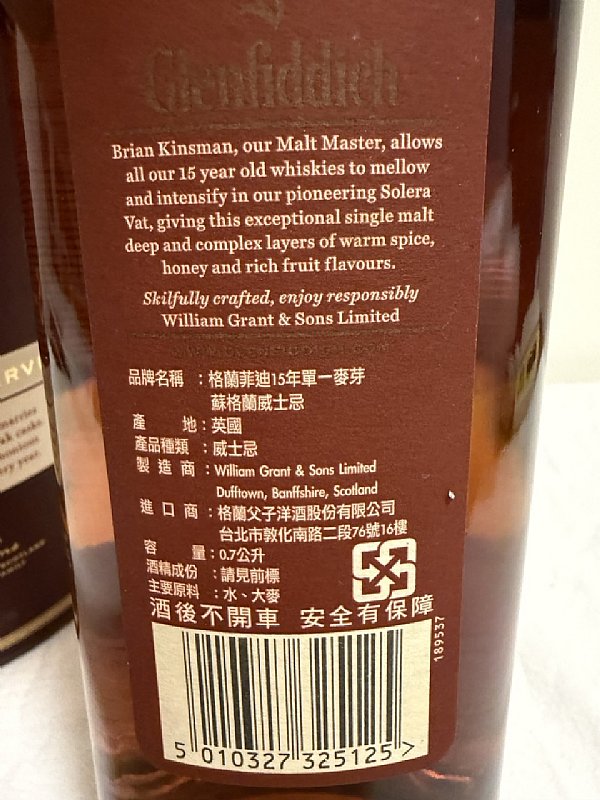 Glenfiddich
Brian Kinsman, our Malt Master, allows
all our 15 year old whiskies to mellow
and intensify in our pioneering Solera
Vat, giving this exceptional single malt
deep and complex layers of warm spice,
honey and rich fruit flavours.
Skilfully crafted, enjoy responsibly
William Grant & Sons Limited
品牌名稱 ：格蘭菲迪15年單一麥芽
蘇格蘭威士忌
產 地：英國
產品種類 ：威士忌
製 造 商 ：William Grant & Sons Limited
Dufftown, Banffshire, Scotland
進 口 商 ：格蘭父子洋酒股份有限公司
台北市敦化南路二段76號16樓
容 量：0.7公升
酒精成份 ：請見前標
主要原料 ：水、大麥
酒後不開車 安全有保障
189537
5 010327 325125 >
RV